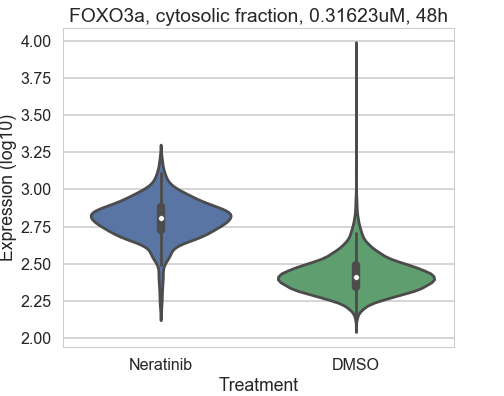 FOXO3a, cytosolic fraction, 0.31623uM, 48h
Expression (log10)
4.00
3.75
3.50
3.25
3.00
2.75
2.50
2.25
2.00
Neratinib
DMSO
Treatment